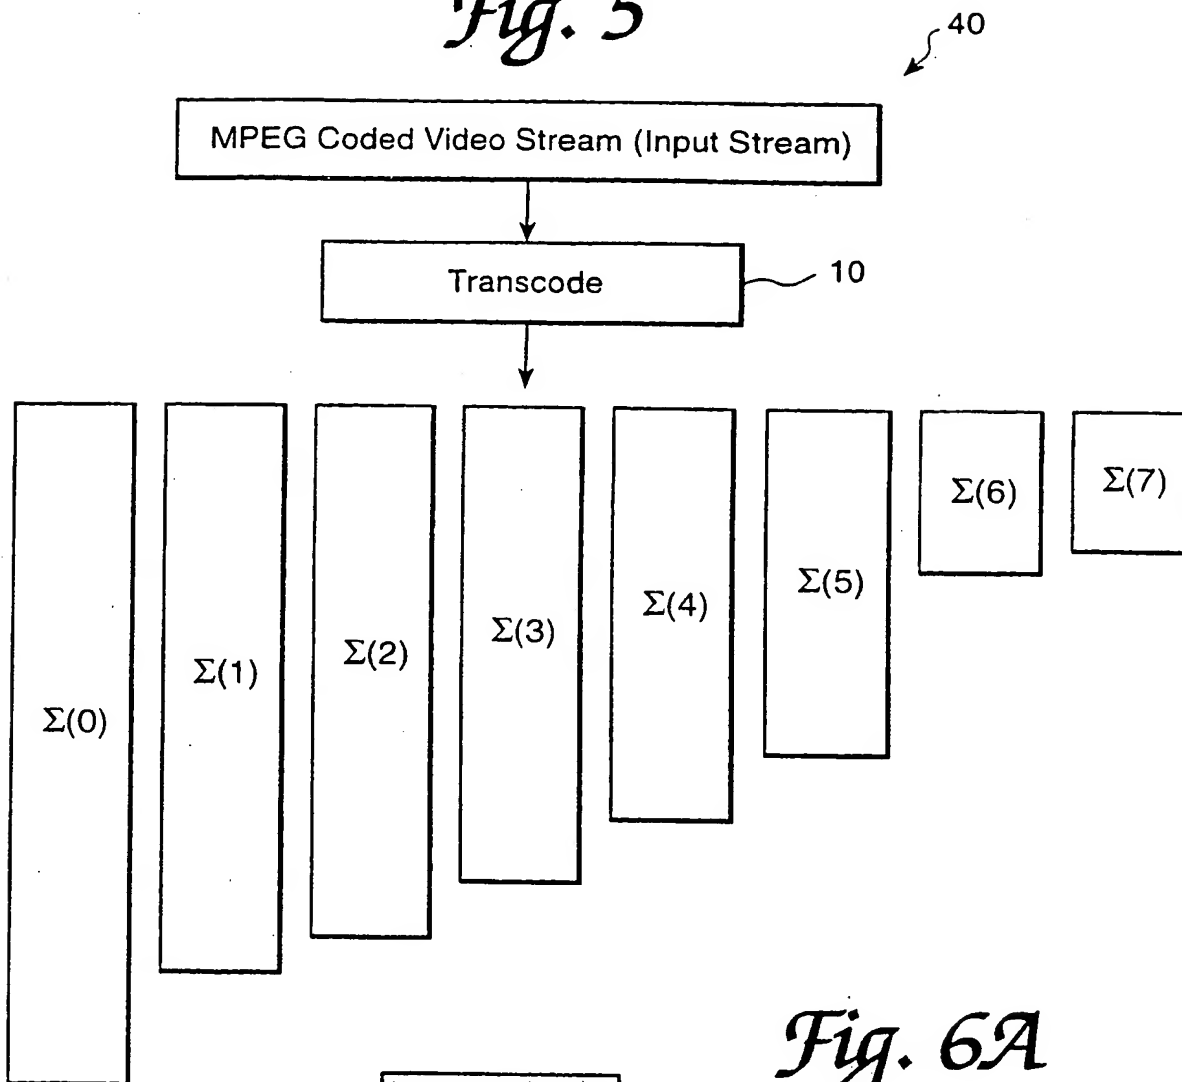 Fig. 5
40
MPEG Coded Video Stream (Input Stream)
Transcode
10
Σ(0)
Σ(1)
Σ(2)
Σ(3)
Σ(4)
Σ(5)
Σ(6)
Σ(7)
Fig. 6A